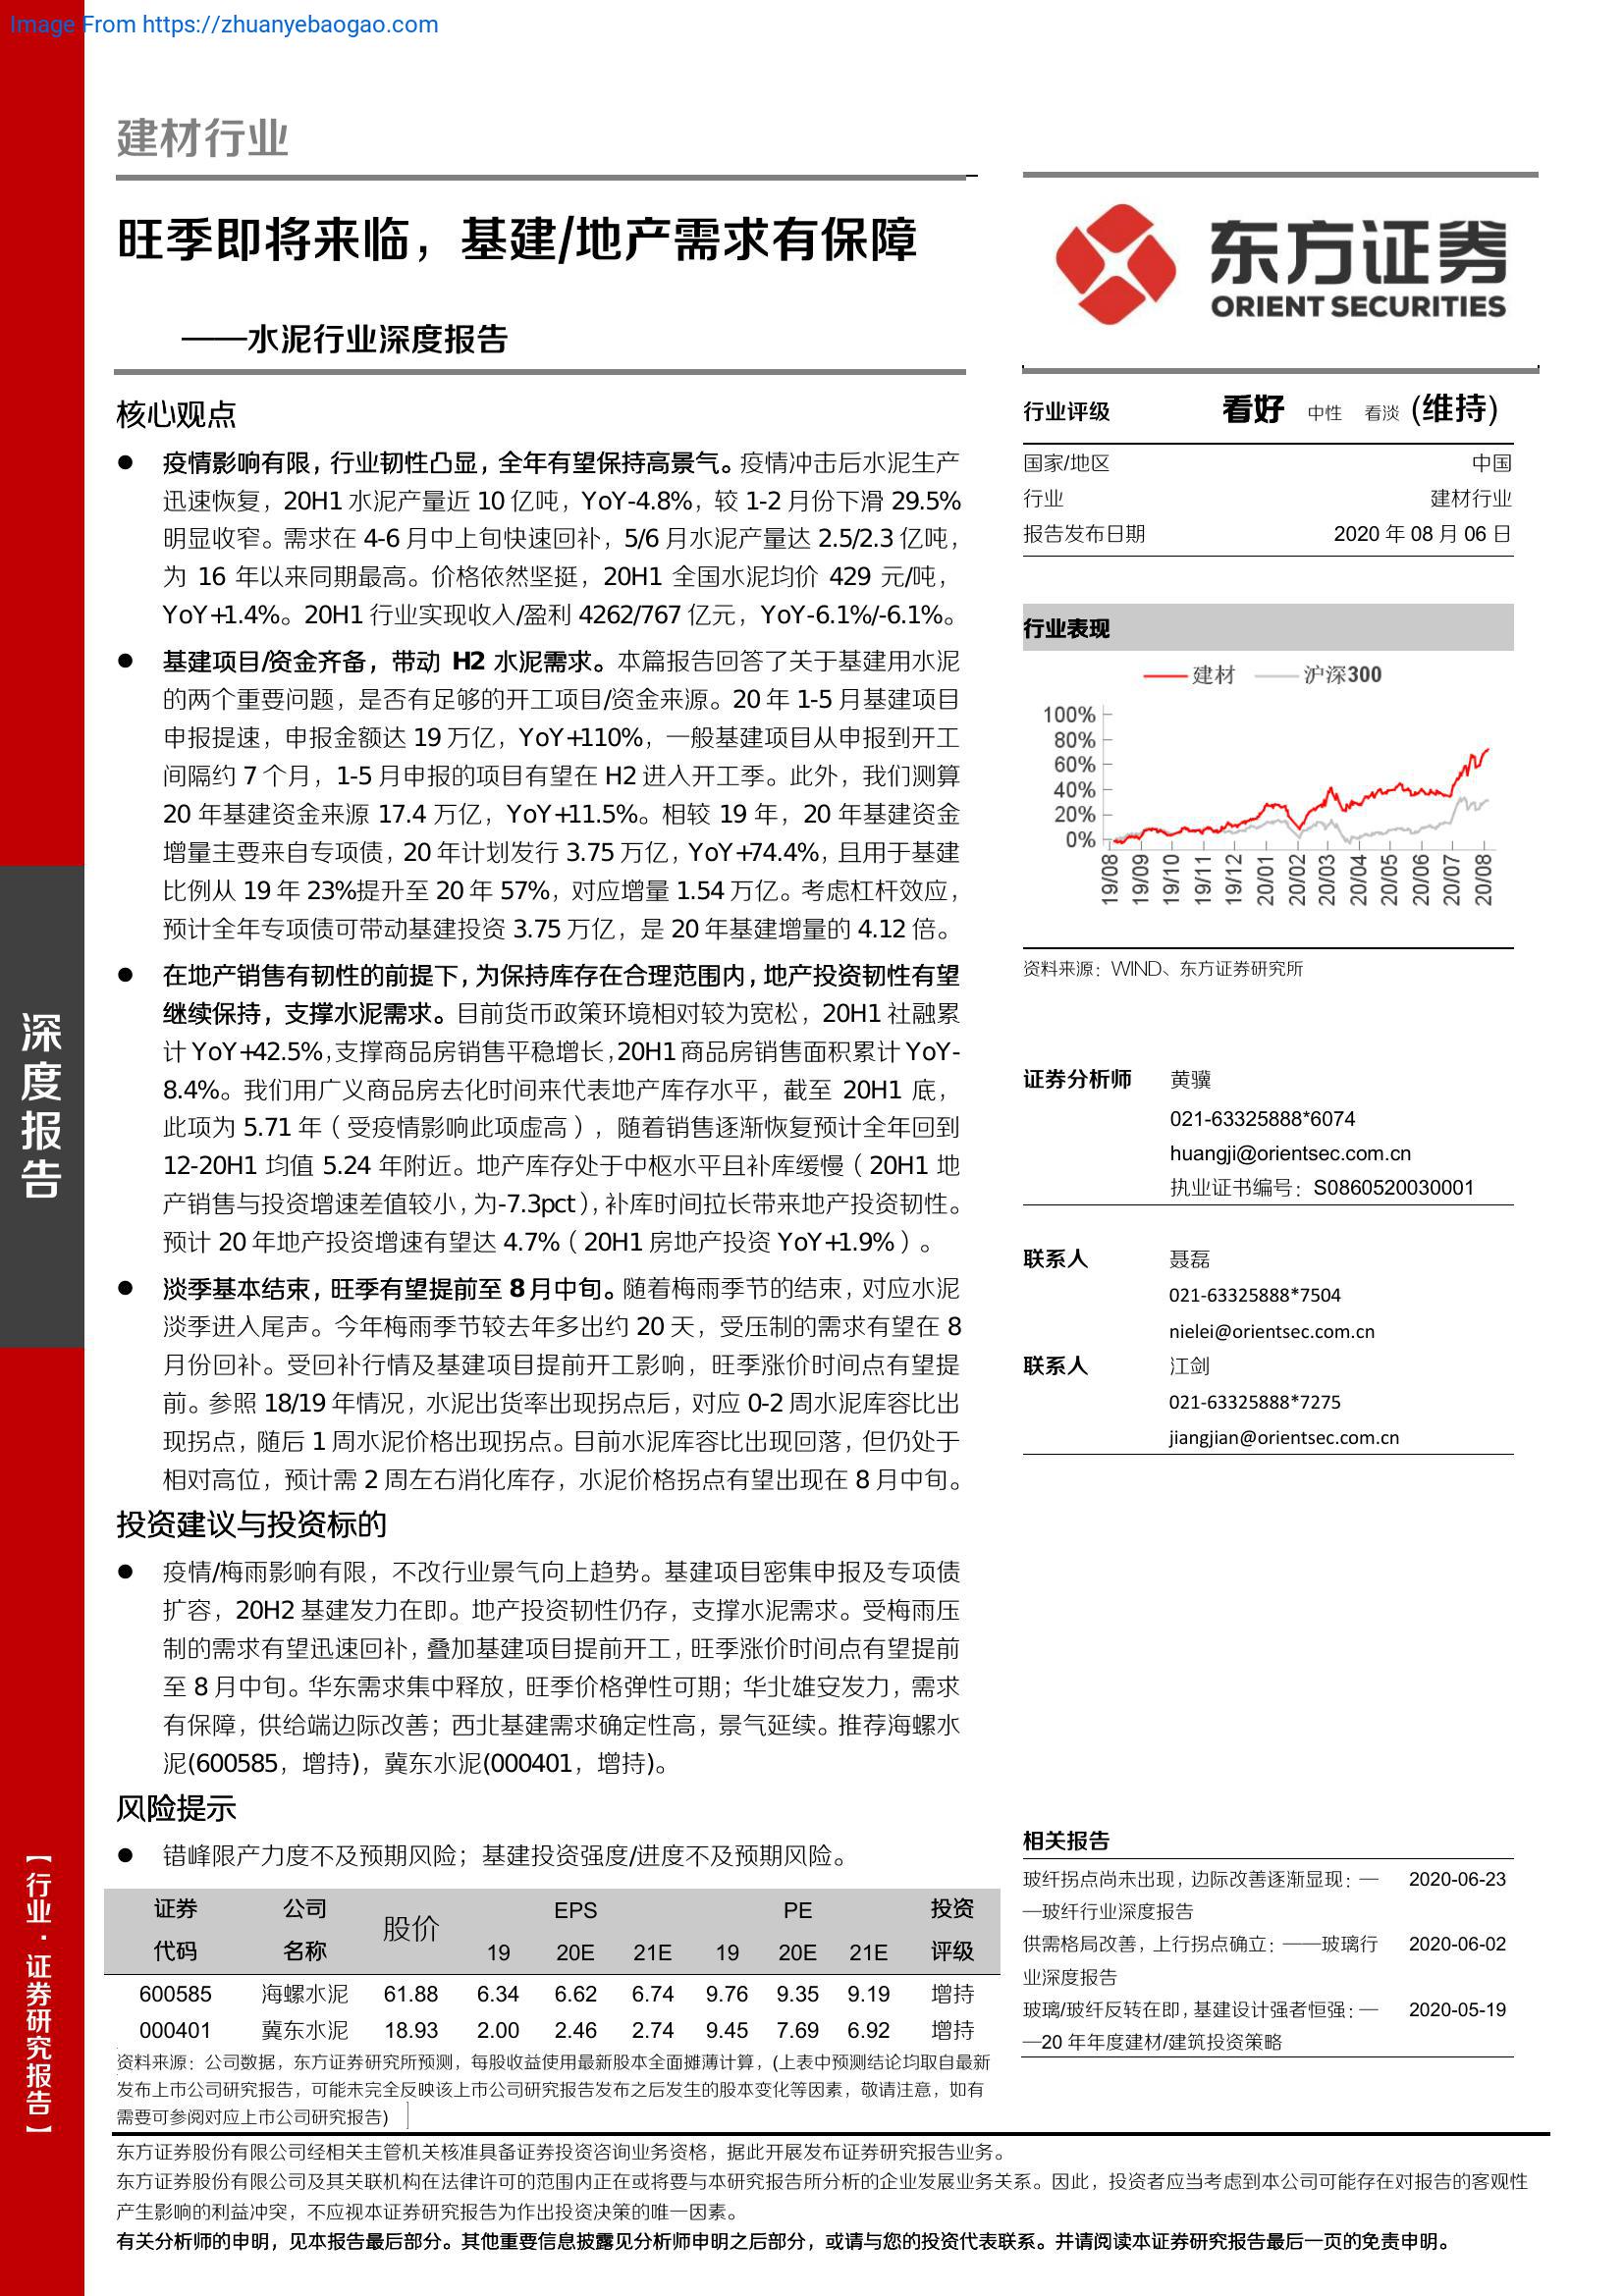 Image From https://zhuanyebaogao.com
建材行业
旺季即将来临，基建/地产需求有保障
——水泥行业深度报告
核心观点
● 疫情影响有限，行业韧性凸显，全年有望保持高景气。疫情冲击后水泥生产
迅速恢复，20H1 水泥产量近 10 亿吨，YoY-4.8%，较 1-2 月份下滑 29.5%
明显收窄。需求在 4-6 月中上旬快速回补，5/6 月水泥产量达 2.5/2.3 亿吨，
为 16 年以来同期最高。价格依然坚挺，20H1 全国水泥均价 429 元/吨，
YoY+1.4%。20H1 行业实现收入/盈利 4262/767 亿元，YoY-6.1%/-6.1%。
● 基建项目/资金齐备，带动 H2 水泥需求。本篇报告回答了关于基建用水泥
的两个重要问题，是否有足够的开工项目/资金来源。20 年 1-5 月基建项目
申报提速，申报金额达 19 万亿，YoY+110%，一般基建项目从申报到开工
间隔约 7 个月，1-5 月申报的项目有望在 H2 进入开工季。此外，我们测算
20 年基建资金来源 17.4 万亿，YoY+11.5%。相较 19 年，20 年基建资金
增量主要来自专项债，20 年计划发行 3.75 万亿，YoY+74.4%，且用于基建
比例从 19 年 23%提升至 20 年 57%，对应增量 1.54 万亿。考虑杠杆效应，
预计全年专项债可带动基建投资 3.75 万亿，是 20 年基建增量的 4.12 倍。
● 在地产销售有韧性的前提下，为保持库存在合理范围内，地产投资韧性有望
继续保持，支撑水泥需求。目前货币政策环境相对较为宽松，20H1 社融累
计 YoY+42.5%，支撑商品房销售平稳增长，20H1 商品房销售面积累计 YoY-
8.4%。我们用广义商品房去化时间来代表地产库存水平，截至 20H1 底，
此项为 5.71 年（受疫情影响此项虚高），随着销售逐渐恢复预计全年回到
12-20H1 均值 5.24 年附近。地产库存处于中枢水平且补库缓慢（20H1 地
产销售与投资增速差值较小，为-7.3pct），补库时间拉长带来地产投资韧性。
预计 20 年地产投资增速有望达 4.7%（20H1 房地产投资 YoY+1.9%）。
● 淡季基本结束，旺季有望提前至 8 月中旬。随着梅雨季节的结束，对应水泥
淡季进入尾声。今年梅雨季节较去年多出约 20 天，受压制的需求有望在 8
月份回补。受回补行情及基建项目提前开工影响，旺季涨价时间点有望提
前。参照 18/19 年情况，水泥出货率出现拐点后，对应 0-2 周水泥库容比出
现拐点，随后 1 周水泥价格出现拐点。目前水泥库容比出现回落，但仍处于
相对高位，预计需 2 周左右消化库存，水泥价格拐点有望出现在 8 月中旬。
投资建议与投资标的
● 疫情/梅雨影响有限，不改行业景气向上趋势。基建项目密集申报及专项债
扩容，20H2 基建发力在即。地产投资韧性仍存，支撑水泥需求。受梅雨压
制的需求有望迅速回补，叠加基建项目提前开工，旺季涨价时间点有望提前
至 8 月中旬。华东需求集中释放，旺季价格弹性可期；华北雄安发力，需求
有保障，供给端边际改善；西北基建需求确定性高，景气延续。推荐海螺水
泥(600585，增持)，冀东水泥(000401，增持)。
风险提示
● 错峰限产力度不及预期风险；基建投资强度/进度不及预期风险。
证券 公司 股价 EPS PE 投资
代码 名称 19 20E 21E 19 20E 21E 评级
600585 海螺水泥 61.88 6.34 6.62 6.74 9.76 9.35 9.19 增持
000401 冀东水泥 18.93 2.00 2.46 2.74 9.45 7.69 6.92 增持
资料来源：公司数据，东方证券研究所预测，每股收益使用最新股本全面摊薄计算，(上表中预测结论均取自最新
发布上市公司研究报告，可能未完全反映该上市公司研究报告发布之后发生的股本变化等因素，敬请注意，如有
需要可参阅对应上市公司研究报告)
东方证券
ORIENT SECURITIES
行业评级 看好 中性 看淡 (维持)
国家/地区 中国
行业 建材行业
报告发布日期 2020 年 08 月 06 日
行业表现
建材 沪深300
100%
80%
60%
40%
20%
0%
19/08 19/09 19/10 19/11 19/12 20/01 20/02 20/03 20/04 20/05 20/06 20/07 20/08
资料来源：WIND、东方证券研究所
证券分析师 黄骥
021-63325888*6074
huangji@orientsec.com.cn
执业证书编号：S0860520030001
联系人 聂磊
021-63325888*7504
nielei@orientsec.com.cn
联系人 江剑
021-63325888*7275
jiangjian@orientsec.com.cn
相关报告
玻纤拐点尚未出现，边际改善逐渐显现：— 2020-06-23
—玻纤行业深度报告
供需格局改善，上行拐点确立：——玻璃行 2020-06-02
业深度报告
玻璃/玻纤反转在即，基建设计强者恒强：— 2020-05-19
—20 年年度建材/建筑投资策略
深度报告
【行业·证券研究报告】
东方证券股份有限公司经相关主管机关核准具备证券投资咨询业务资格，据此开展发布证券研究报告业务。
东方证券股份有限公司及其关联机构在法律许可的范围内正在或将要与本研究报告所分析的企业发展业务关系。因此，投资者应当考虑到本公司可能存在对报告的客观性
产生影响的利益冲突，不应视本证券研究报告为作出投资决策的唯一因素。
有关分析师的申明，见本报告最后部分。其他重要信息披露见分析师申明之后部分，或请与您的投资代表联系。并请阅读本证券研究报告最后一页的免责申明。